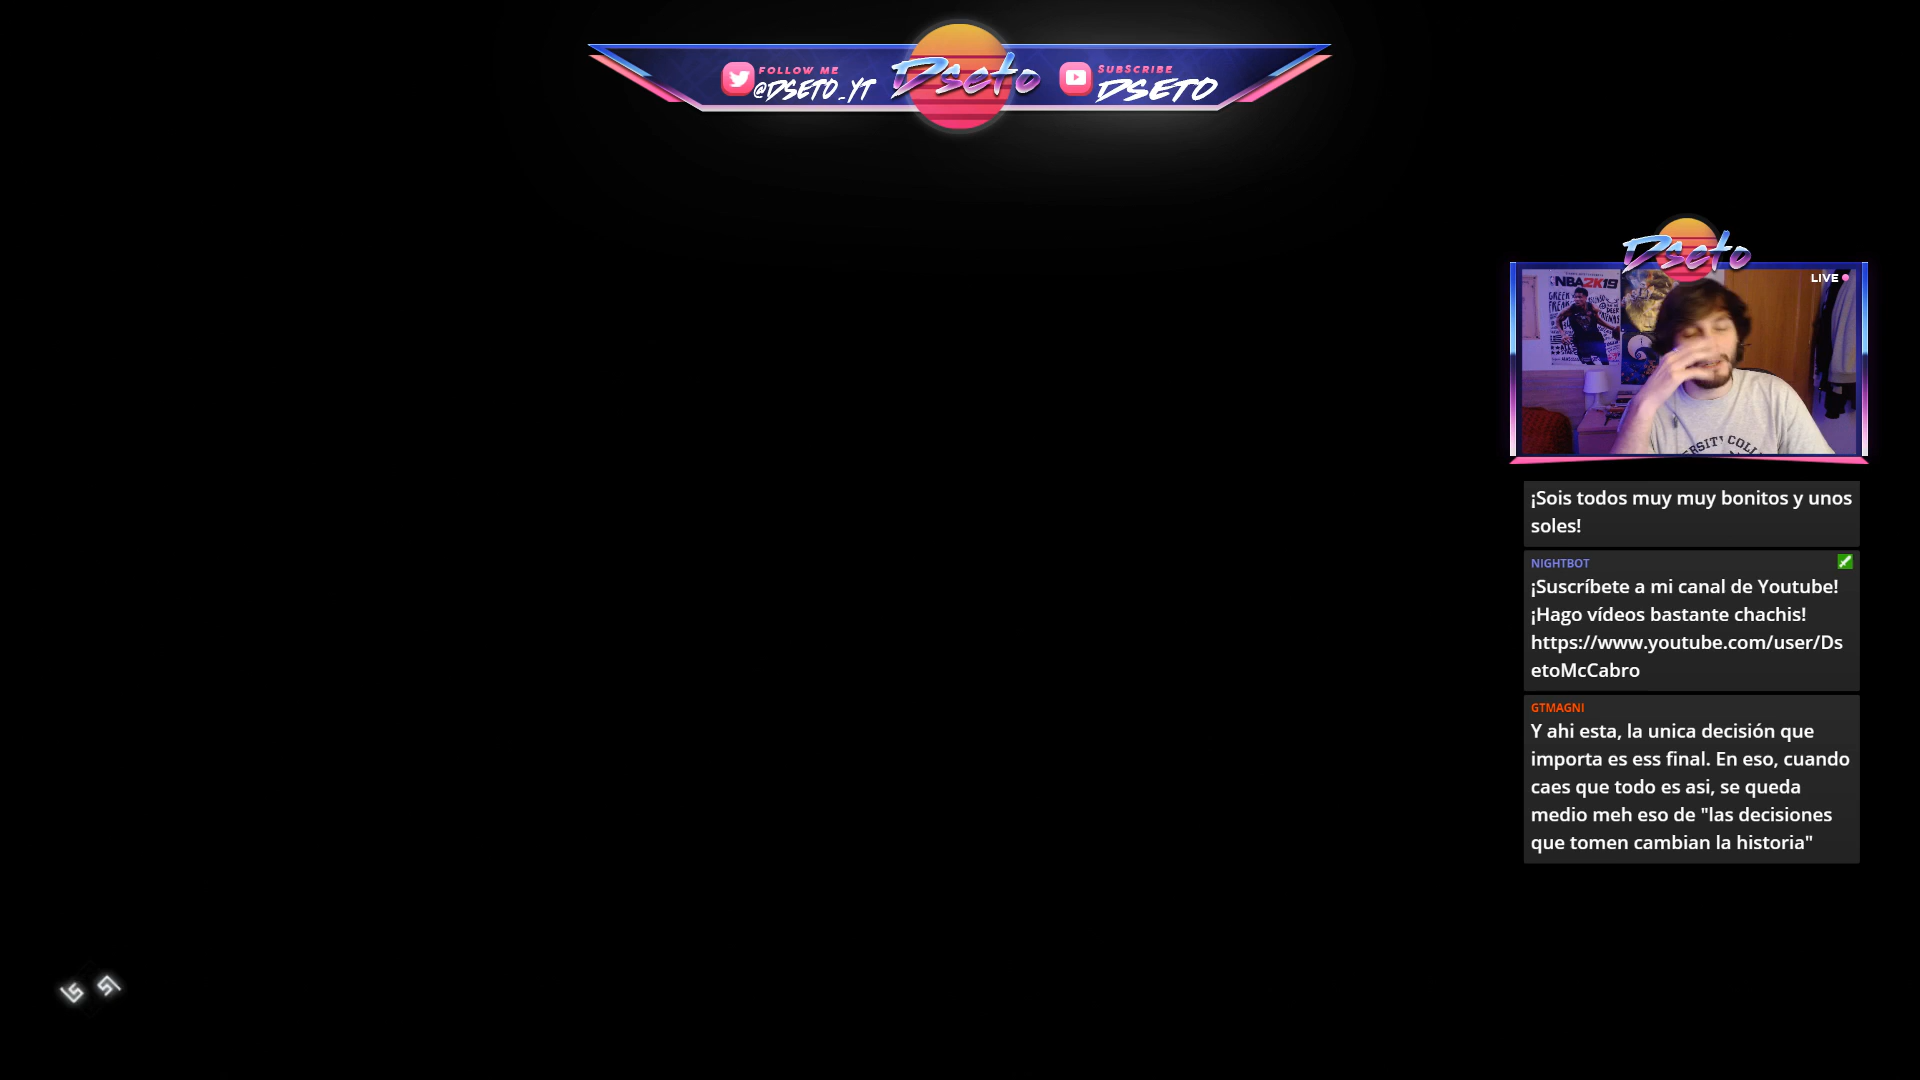 FOLLOW ME
@DSETO_YT
Dseto
SUBSCRIBE
DSETO
Dseto
LIVE
NBA2K19
¡Sois todos muy muy bonitos y unos
soles!
NIGHTBOT
¡Suscríbete a mi canal de Youtube!
¡Hago vídeos bastante chachis!
https://www.youtube.com/user/Ds
etoMcCabro
GTMAGNI
Y ahi esta, la unica decisión que
importa es ess final. En eso, cuando
caes que todo es asi, se queda
medio meh eso de "las decisiones
que tomen cambian la historia"